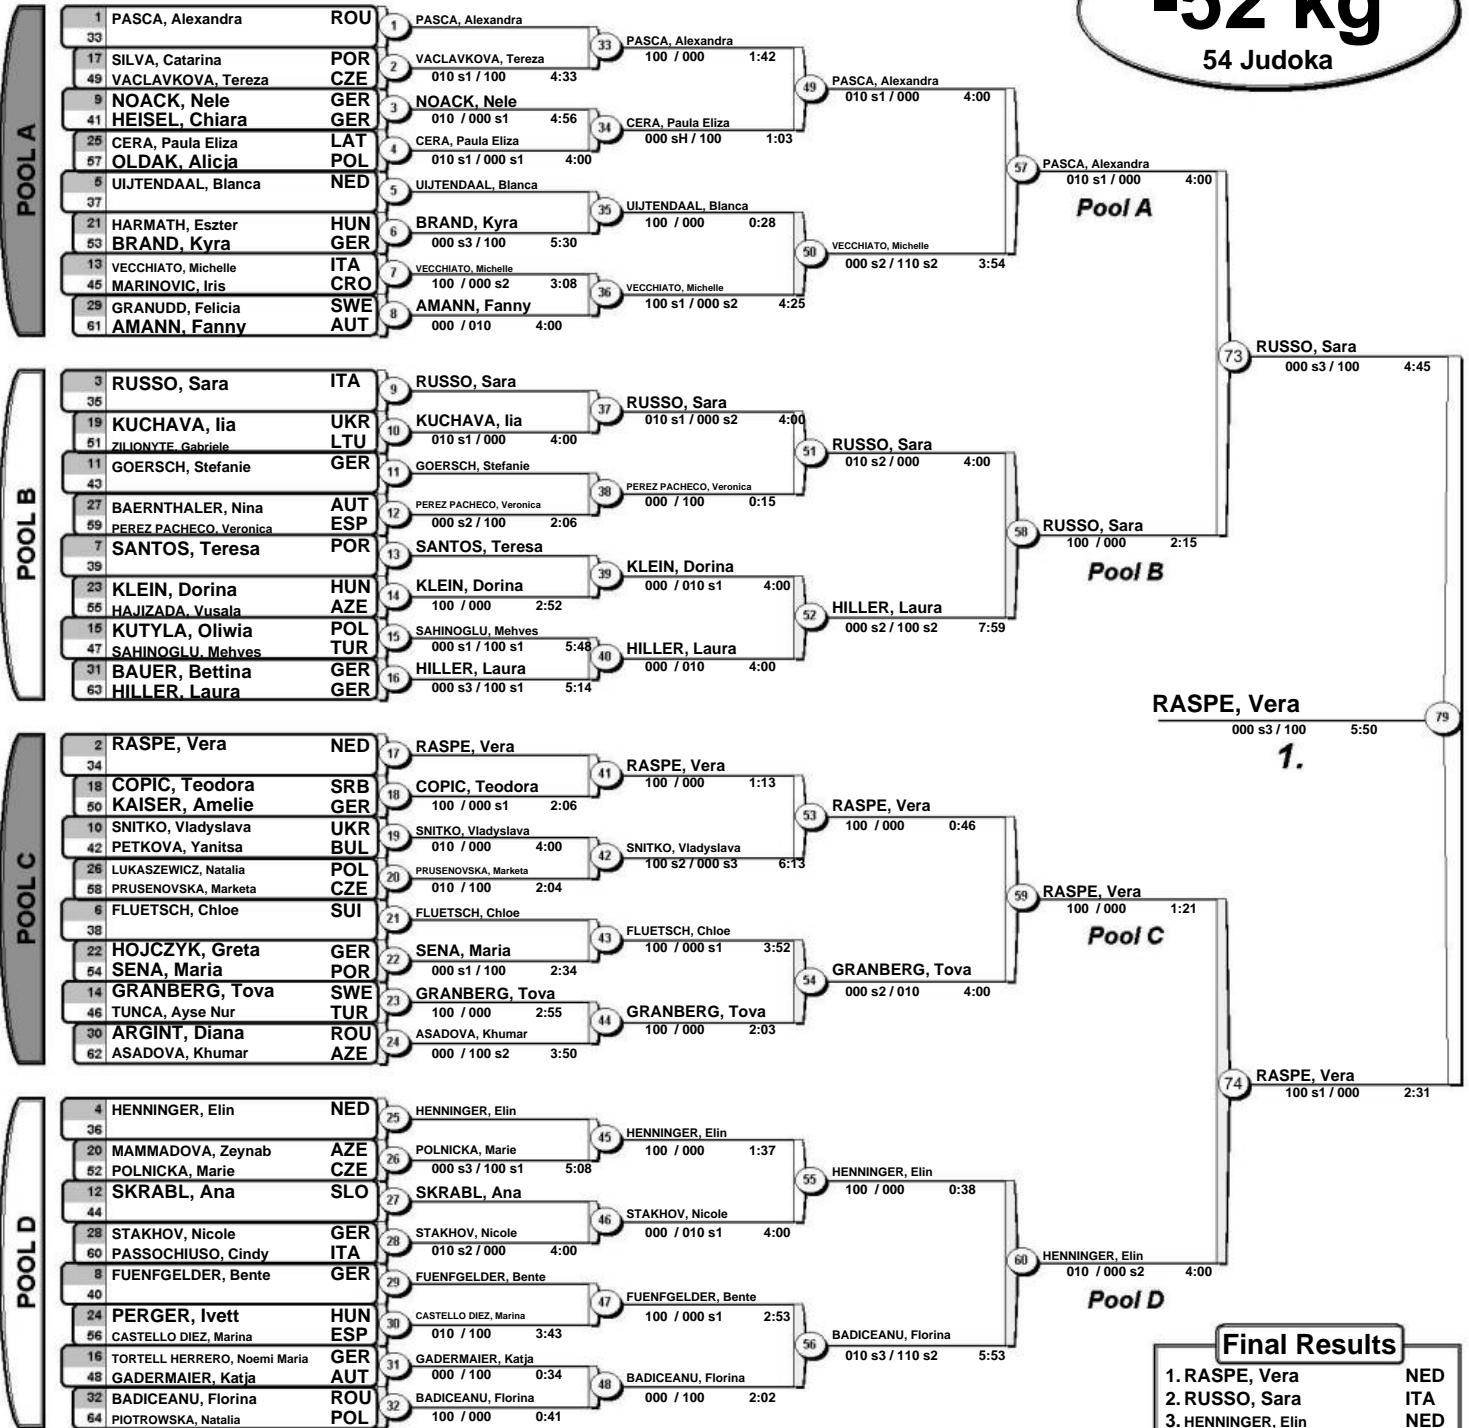 -52 kg
54 Judoka
POOL A
1 PASCA, Alexandra ROU
33
17 SILVA, Catarina POR
49 VACLAVKOVA, Tereza CZE
9 NOACK, Nele GER
41 HEISEL, Chiara GER
25 CERA, Paula Eliza LAT
57 OLDAK, Alicja POL
5 UIJTENDAAL, Blanca NED
37
21 HARMATH, Eszter HUN
53 BRAND, Kyra GER
13 VECCHIATO, Michelle ITA
45 MARINOVIC, Iris CRO
29 GRANUDD, Felicia SWE
61 AMANN, Fanny AUT
1 PASCA, Alexandra
2 VACLAVKOVA, Tereza
010 s1 / 100 4:33
3 NOACK, Nele
010 / 000 s1 4:56
4 CERA, Paula Eliza
010 s1 / 000 s1 4:00
5 UIJTENDAAL, Blanca
6 BRAND, Kyra
000 s3 / 100 5:30
7 VECCHIATO, Michelle
100 / 000 s2 3:08
8 AMANN, Fanny
000 / 010 4:00
33 PASCA, Alexandra
100 / 000 1:42
34 CERA, Paula Eliza
000 sH / 100 1:03
35 UIJTENDAAL, Blanca
100 / 000 0:28
36 VECCHIATO, Michelle
100 s1 / 000 s2 4:25
49 PASCA, Alexandra
010 s1 / 000 4:00
50 VECCHIATO, Michelle
000 s2 / 110 s2 3:54
57 PASCA, Alexandra
010 s1 / 000 4:00
Pool A
POOL B
3 RUSSO, Sara ITA
35
19 KUCHAVA, Iia UKR
51 ZILIONYTE, Gabriele LTU
11 GOERSCH, Stefanie GER
43
27 BAERNTHALER, Nina AUT
59 PEREZ PACHECO, Veronica ESP
7 SANTOS, Teresa POR
39
23 KLEIN, Dorina HUN
55 HAJIZADA, Vusala AZE
15 KUTYLA, Oliwia POL
47 SAHINOGLU, Mehves TUR
31 BAUER, Bettina GER
63 HILLER, Laura GER
9 RUSSO, Sara
10 KUCHAVA, Iia
010 s1 / 000 4:00
11 GOERSCH, Stefanie
12 PEREZ PACHECO, Veronica
000 s2 / 100 2:06
13 SANTOS, Teresa
14 KLEIN, Dorina
100 / 000 2:52
15 SAHINOGLU, Mehves
000 s1 / 100 s1 5:48
16 HILLER, Laura
000 s3 / 100 s1 5:14
37 RUSSO, Sara
010 s1 / 000 s2 4:00
38 PEREZ PACHECO, Veronica
000 / 100 0:15
39 KLEIN, Dorina
000 / 010 s1 4:00
40 HILLER, Laura
000 / 010 4:00
51 RUSSO, Sara
010 s2 / 000 4:00
52 HILLER, Laura
000 s2 / 100 s2 7:59
58 RUSSO, Sara
100 / 000 2:15
Pool B
73 RUSSO, Sara
000 s3 / 100 4:45
POOL C
2 RASPE, Vera NED
34
18 COPIC, Teodora SRB
50 KAISER, Amelie GER
10 SNITKO, Vladyslava UKR
42 PETKOVA, Yanitsa BUL
26 LUKASZEWICZ, Natalia POL
58 PRUSENOVSKA, Marketa CZE
6 FLUETSCH, Chloe SUI
38
22 HOJCZYK, Greta GER
54 SENA, Maria POR
14 GRANBERG, Tova SWE
46 TUNCA, Ayse Nur TUR
30 ARGINT, Diana ROU
62 ASADOVA, Khumar AZE
17 RASPE, Vera
18 COPIC, Teodora
100 / 000 s1 2:06
19 SNITKO, Vladyslava
010 / 000 4:00
20 PRUSENOVSKA, Marketa
010 / 100 2:04
21 FLUETSCH, Chloe
22 SENA, Maria
000 s1 / 100 2:34
23 GRANBERG, Tova
100 / 000 2:55
24 ASADOVA, Khumar
000 / 100 s2 3:50
41 RASPE, Vera
100 / 000 1:13
42 SNITKO, Vladyslava
100 s2 / 000 s3 6:13
43 FLUETSCH, Chloe
100 / 000 s1 3:52
44 GRANBERG, Tova
100 / 000 2:03
53 RASPE, Vera
100 / 000 0:46
54 GRANBERG, Tova
000 s2 / 010 4:00
59 RASPE, Vera
100 / 000 1:21
Pool C
RASPE, Vera 79
000 s3 / 100 5:50
1.
POOL D
4 HENNINGER, Elin NED
36
20 MAMMADOVA, Zeynab AZE
52 POLNICKA, Marie CZE
12 SKRABL, Ana SLO
44
28 STAKHOV, Nicole GER
60 PASSOCHIUSO, Cindy ITA
8 FUENFGELDER, Bente GER
40
24 PERGER, Ivett HUN
56 CASTELLO DIEZ, Marina ESP
16 TORTELL HERRERO, Noemi Maria GER
48 GADERMAIER, Katja AUT
32 BADICEANU, Florina ROU
64 PIOTROWSKA, Natalia POL
25 HENNINGER, Elin
26 POLNICKA, Marie
000 s3 / 100 s1 5:08
27 SKRABL, Ana
28 STAKHOV, Nicole
010 s2 / 000 4:00
29 FUENFGELDER, Bente
30 CASTELLO DIEZ, Marina
010 / 100 3:43
31 GADERMAIER, Katja
000 / 100 0:34
32 BADICEANU, Florina
100 / 000 0:41
45 HENNINGER, Elin
100 / 000 1:37
46 STAKHOV, Nicole
000 / 010 s1 4:00
47 FUENFGELDER, Bente
100 / 000 s1 2:53
48 BADICEANU, Florina
000 / 100 2:02
55 HENNINGER, Elin
100 / 000 0:38
56 BADICEANU, Florina
010 s3 / 110 s2 5:53
60 HENNINGER, Elin
010 / 000 s2 4:00
Pool D
74 RASPE, Vera
100 s1 / 000 2:31
Final Results
1. RASPE, Vera NED
2. RUSSO, Sara ITA
3. HENNINGER, Elin NED